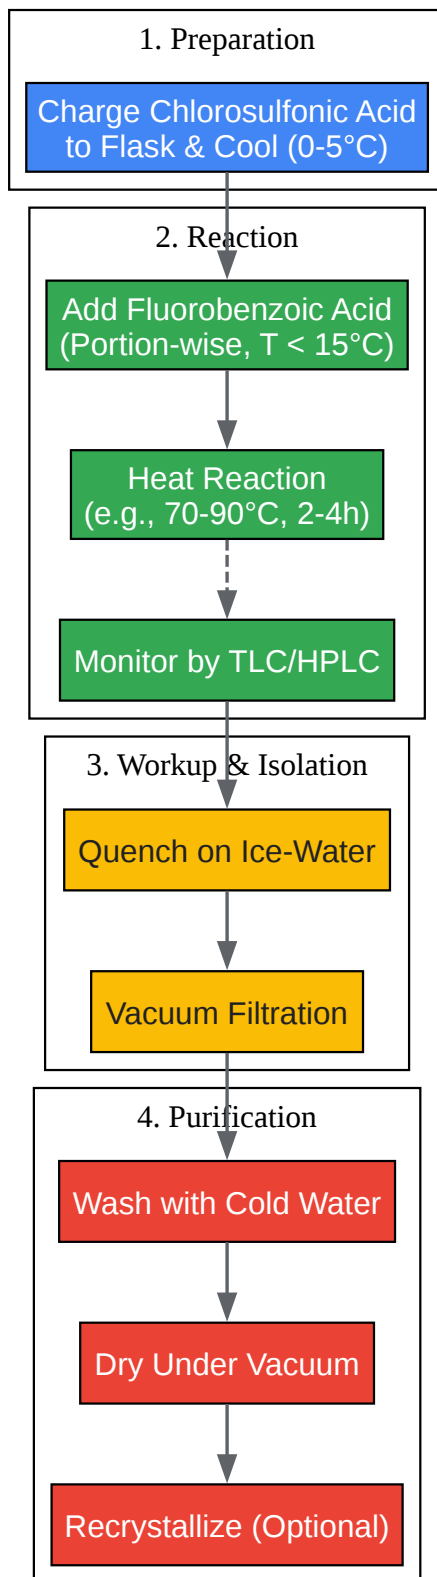 1. Preparation
Charge Chlorosulfonic Acid
to Flask & Cool (0-5°C)
2. Reaction
Add Fluorobenzoic Acid
(Portion-wise, T < 15°C)
Heat Reaction
(e.g., 70-90°C, 2-4h)
Monitor by TLC/HPLC
3. Workup & Isolation
Quench on Ice-Water
Vacuum Filtration
4. Purification
Wash with Cold Water
Dry Under Vacuum
Recrystallize (Optional)